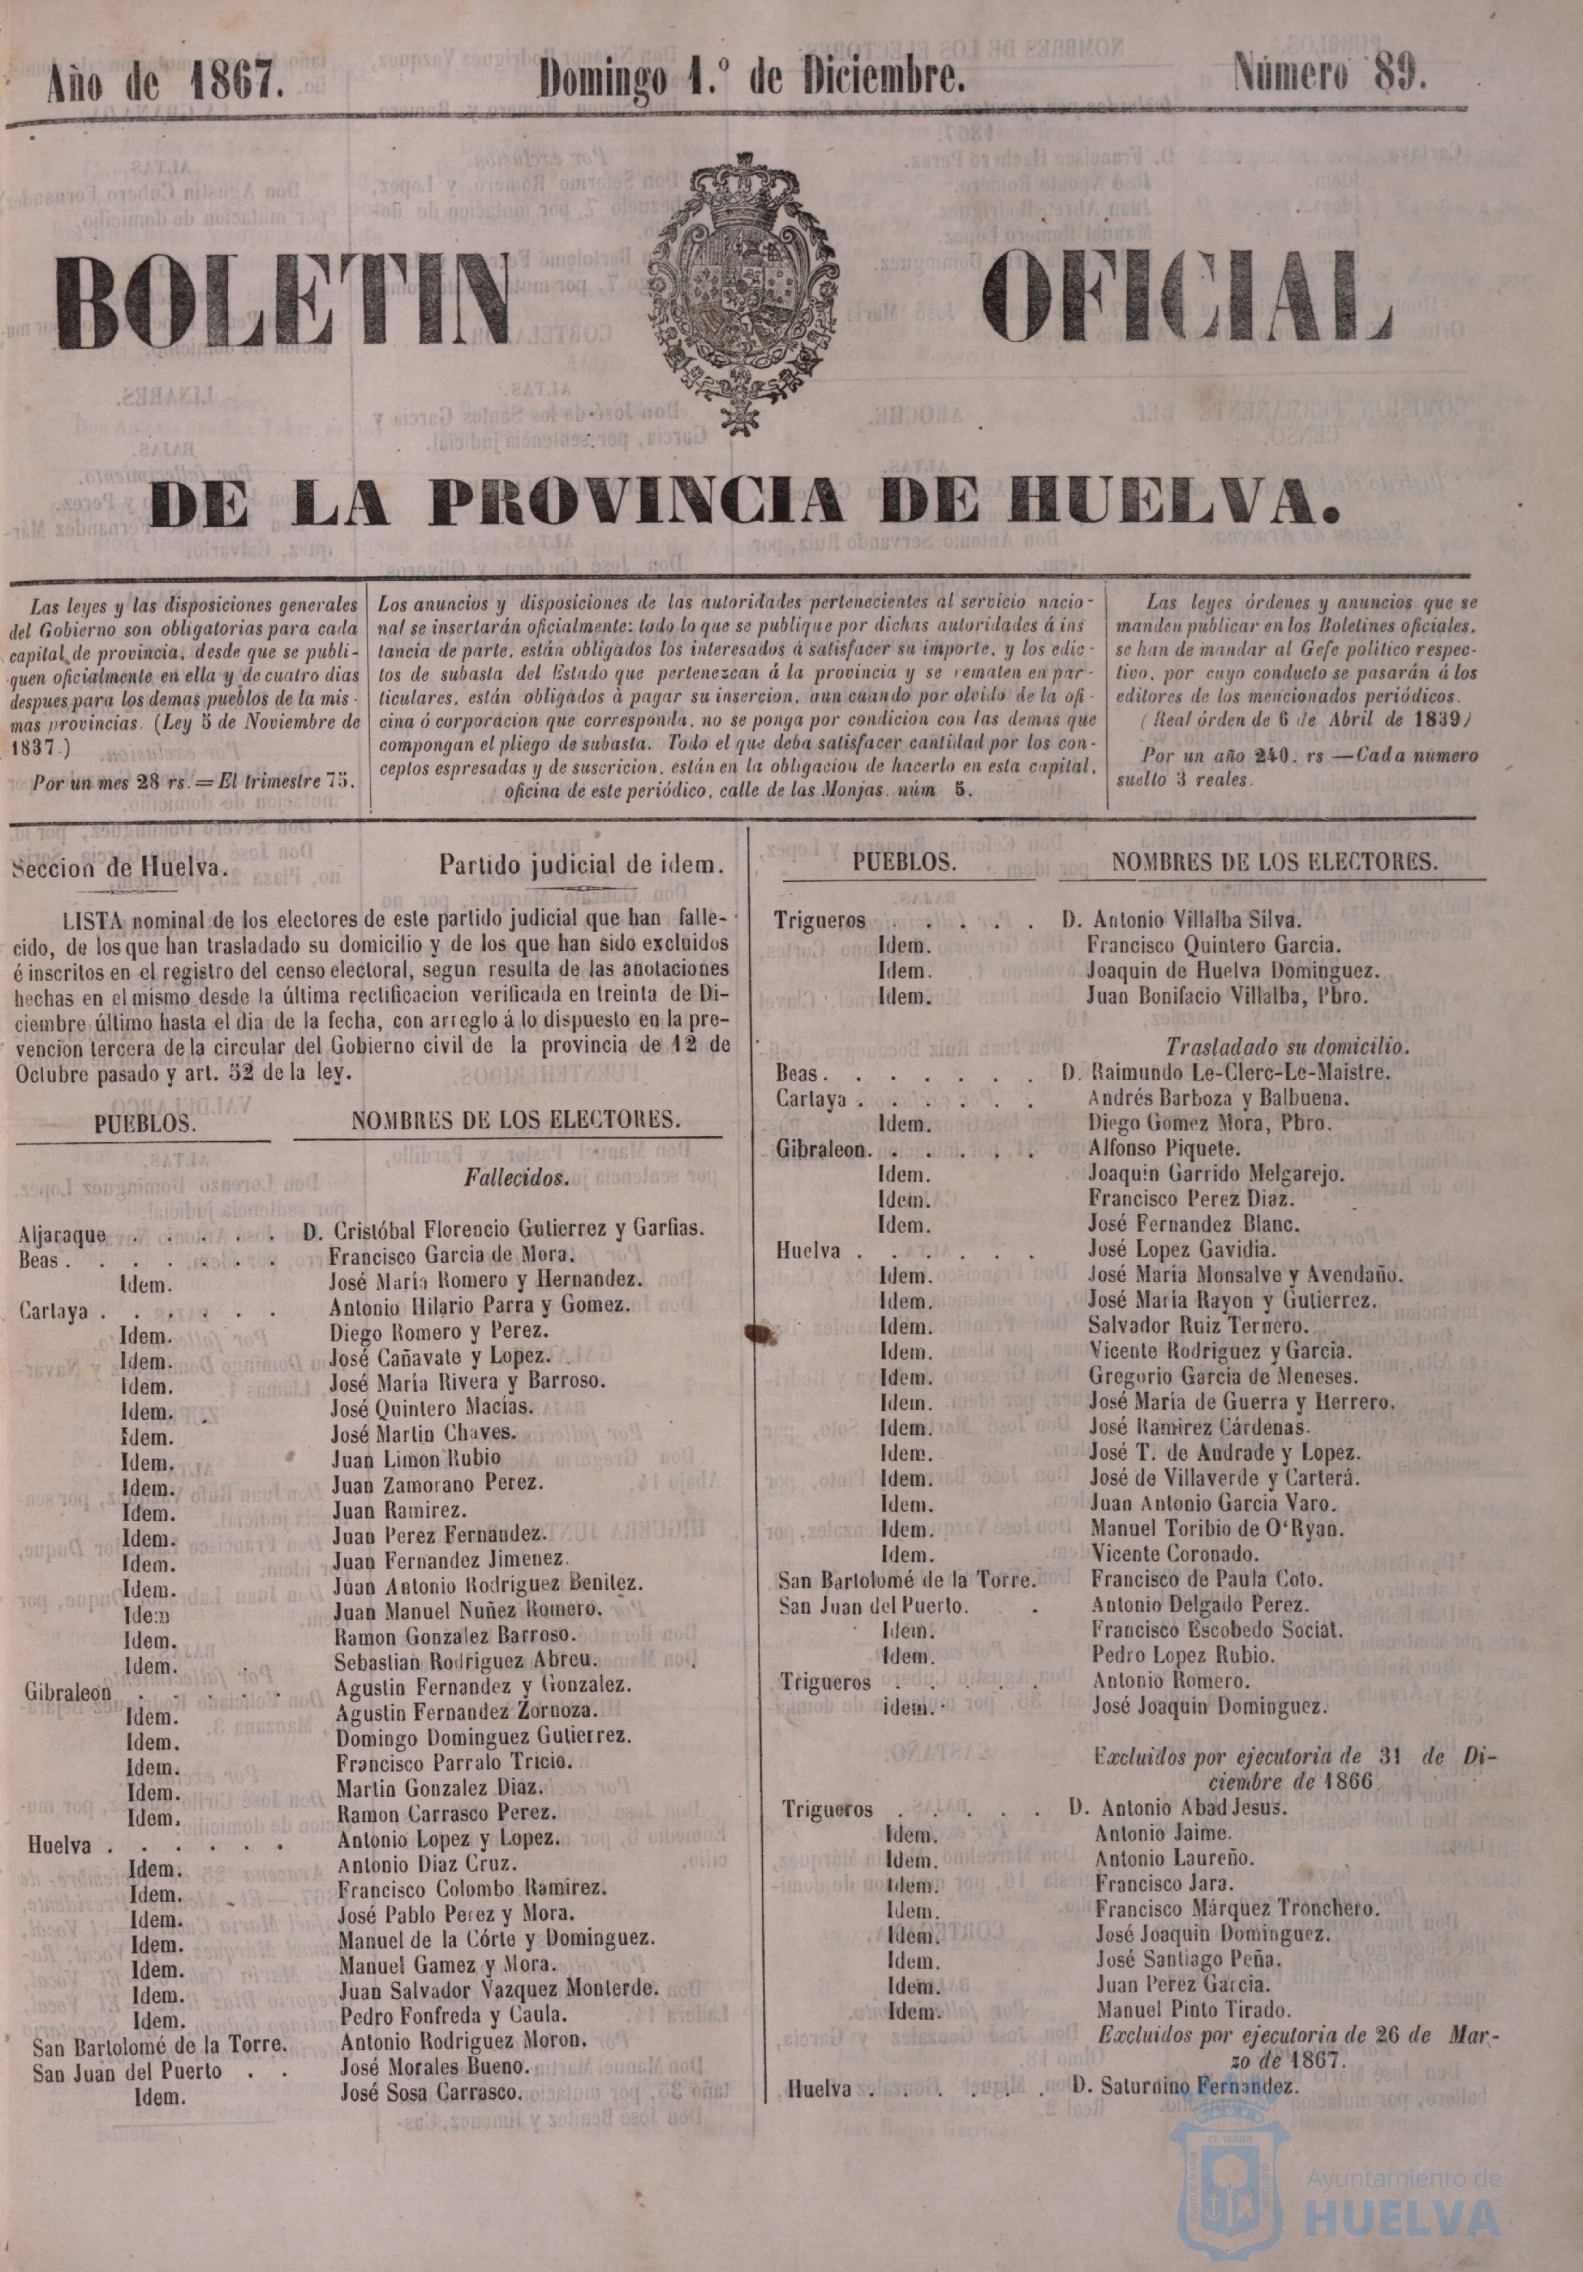 Año de 1867.
Domingo 1.º de Diciembre.
Número 89.
BOLETIN OFICIAL
DE LA PROVINCIA DE HUELVA.
Las leyes y las disposiciones generales
del Gobierno son obligatorias para cada
capital de provincia, desde que se publi-
quen oficialmente en ella y de cuatro dias
despues para los demas pueblos de la mis-
mas provincias. (Ley 5 de Noviembre de
1837.)
Por un mes 28 rs.=El trimestre 75.
Los anuncios y disposiciones de las autoridades pertenecientes al servicio nacio-
nal se insertarán oficialmente: todo lo que se publique por dichas autoridades á ins
tancia de parte, están obligados los interesados á satisfacer su importe, y los edic-
tos de subasta del Estado que pertenezcan á la provincia y se rematen en par-
ticulares, están obligados á pagar su insercion, aun cuando por olvido de la ofi-
cina ó corporacion que corresponda, no se ponga por condicion con las demas que
compongan el pliego de subasta. Todo el que deba satisfacer cantidad por los con-
ceptos espresadas y de suscricion, están en la obligacion de hacerlo en esta capital,
oficina de este periódico, calle de las Monjas. núm 5.
Las leyes órdenes y anuncios que se
manden publicar en los Boletines oficiales,
se han de mandar al Gefe politico respec-
tivo, por cuyo conducto se pasarán á los
editores de los mencionados periódicos.
(Real órden de 6 de Abril de 1839)
Por un año 240. rs —Cada número
suelto 3 reales.
Seccion de Huelva. Partido judicial de idem.
LISTA nominal de los electores de este partido judicial que han falle-
cido, de los que han trasladado su domicilio y de los que han sido excluidos
é inscritos en el registro del censo electoral, segun resulta de las anotaciones
hechas en el mismo desde la última rectificacion verificada en treinta de Di-
ciembre último hasta el dia de la fecha, con arreglo á lo dispuesto en la pre-
vencion tercera de la circular del Gobierno civil de la provincia de 12 de
Octubre pasado y art. 52 de la ley.
PUEBLOS. NOMBRES DE LOS ELECTORES.
Fallecidos.
Aljaraque . . . . . . D. Cristóbal Florencio Gutierrez y Garfias.
Beas . . . . . . . Francisco Garcia de Mora.
Idem. José María Romero y Hernandez.
Cartaya . . . . . . Antonio Hilario Parra y Gomez.
Idem. Diego Romero y Perez.
Idem. José Cañavate y Lopez.
Idem. José María Rivera y Barroso.
Idem. José Quintero Macías.
Idem. José Martin Chaves.
Idem. Juan Limon Rubio
Idem. Juan Zamorano Perez.
Idem. Juan Ramirez.
Idem. Juan Perez Fernandez.
Idem. Juan Fernandez Jimenez.
Idem. Juan Antonio Rodriguez Benitez.
Idem Juan Manuel Nuñez Romero.
Idem. Ramon Gonzalez Barroso.
Idem. Sebastian Rodriguez Abreu.
Gibraleon . . . . . Agustin Fernandez y Gonzalez.
Idem. Agustin Fernandez Zornoza.
Idem. Domingo Dominguez Gutierrez.
Idem. Francisco Parralo Tricio.
Idem. Martin Gonzalez Diaz.
Idem. Ramon Carrasco Perez.
Huelva . . . . . . Antonio Lopez y Lopez.
Idem. Antonio Diaz Cruz.
Idem. Francisco Colombo Ramirez.
Idem. José Pablo Perez y Mora.
Idem. Manuel de la Córte y Dominguez.
Idem. Manuel Gamez y Mora.
Idem. Juan Salvador Vazquez Monterde.
Idem. Pedro Fonfreda y Caula.
San Bartolomé de la Torre. Antonio Rodriguez Moron.
San Juan del Puerto . . José Morales Bueno.
Idem. José Sosa Carrasco.
PUEBLOS. NOMBRES DE LOS ELECTORES.
Trigueros . . . . . D. Antonio Villalba Silva.
Idem. Francisco Quintero Garcia.
Idem. Joaquin de Huelva Dominguez.
Idem. Juan Bonifacio Villalba, Pbro.
Trasladado su domicilio.
Beas. . . . . . . D. Raimundo Le-Clerc-Le-Maistre.
Cartaya . . . . . . Andrés Barboza y Balbuena.
Idem. Diego Gomez Mora, Pbro.
Gibraleon. . . . . . Alfonso Piquete.
Idem. Joaquin Garrido Melgarejo.
Idem. Francisco Perez Diaz.
Idem. José Fernandez Blanc.
Huelva . . . . . . José Lopez Gavidia.
Idem. José Maria Monsalve y Avendaño.
Idem. José María Rayon y Gutierrez.
Idem. Salvador Ruiz Ternero.
Idem. Vicente Rodriguez y Garcia.
Idem. Gregorio Garcia de Meneses.
Idem. José María de Guerra y Herrero.
Idem. José Ramirez Cárdenas.
Idem. José T. de Andrade y Lopez.
Idem. José de Villaverde y Carterá.
Idem. Juan Antonio Garcia Varo.
Idem. Manuel Toribio de O'Ryan.
Idem. Vicente Coronado.
San Bartolomé de la Torre. Francisco de Paula Coto.
San Juan del Puerto. . Antonio Delgado Perez.
Idem. Francisco Escobedo Social.
Idem. Pedro Lopez Rubio.
Trigueros . . . . . Antonio Romero.
idem. José Joaquin Dominguez.
Excluidos por ejecutoria de 31 de Di-
ciembre de 1866
Trigueros . . . . . D. Antonio Abad Jesus.
Idem. Antonio Jaime.
Idem. Antonio Laureño.
Idem. Francisco Jara.
Idem. Francisco Márquez Tronchero.
Idem. José Joaquin Dominguez.
Idem. José Santiago Peña.
Idem. Juan Perez Garcia.
Idem. Manuel Pinto Tirado.
Excluidos por ejecutoria de 26 de Mar-
zo de 1867.
Huelva . . . . . . D. Saturnino Fernandez.
Ayuntamiento de
HUELVA